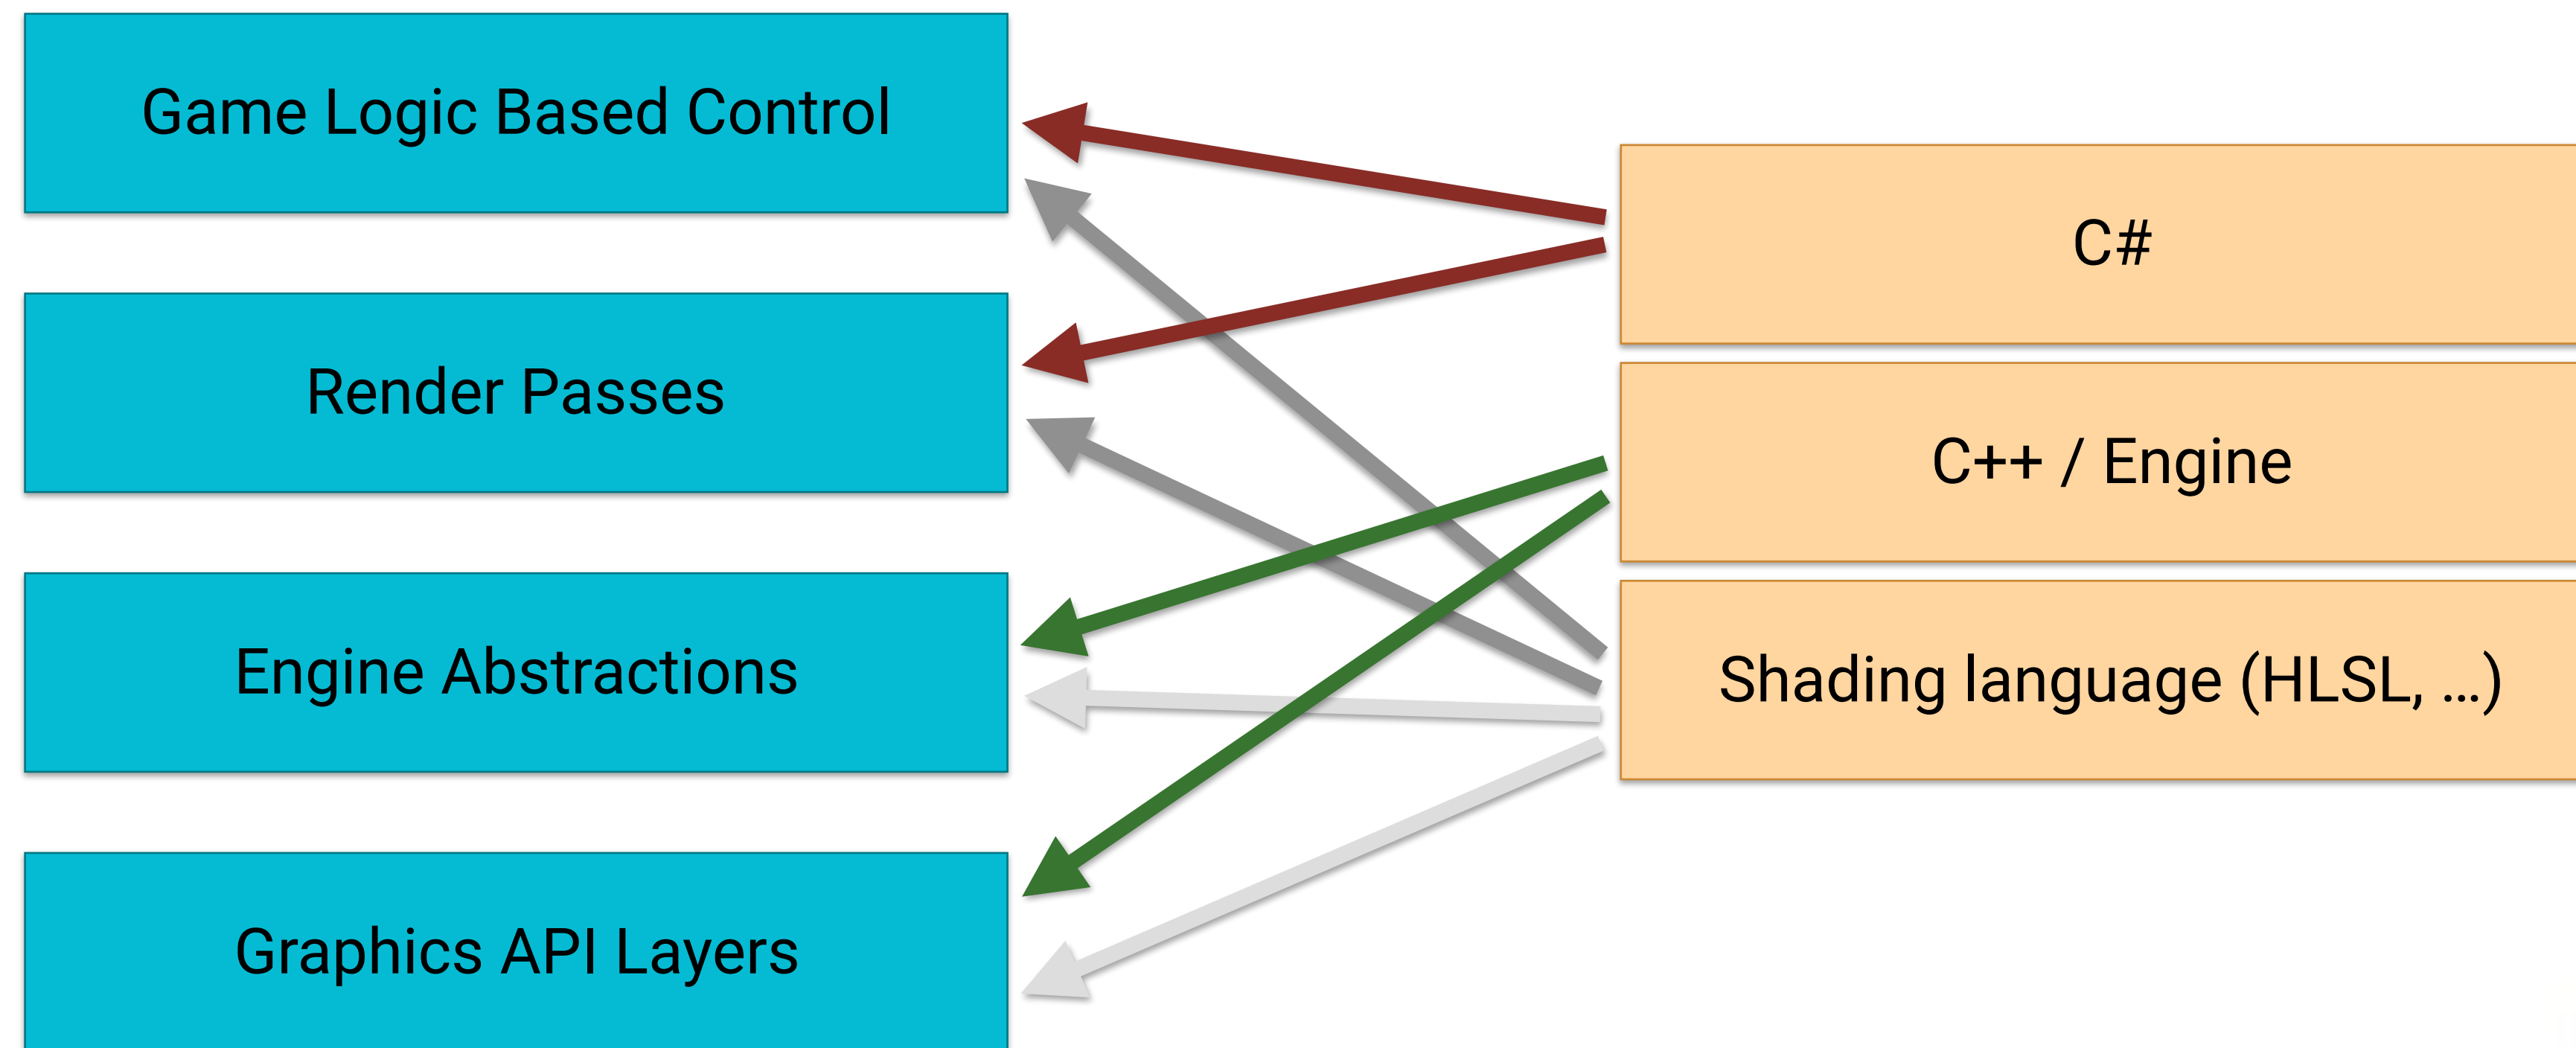 Game Logic Based Control
Render Passes
Engine Abstractions
Graphics API Layers
C#
C++ / Engine
Shading language (HLSL, ...)